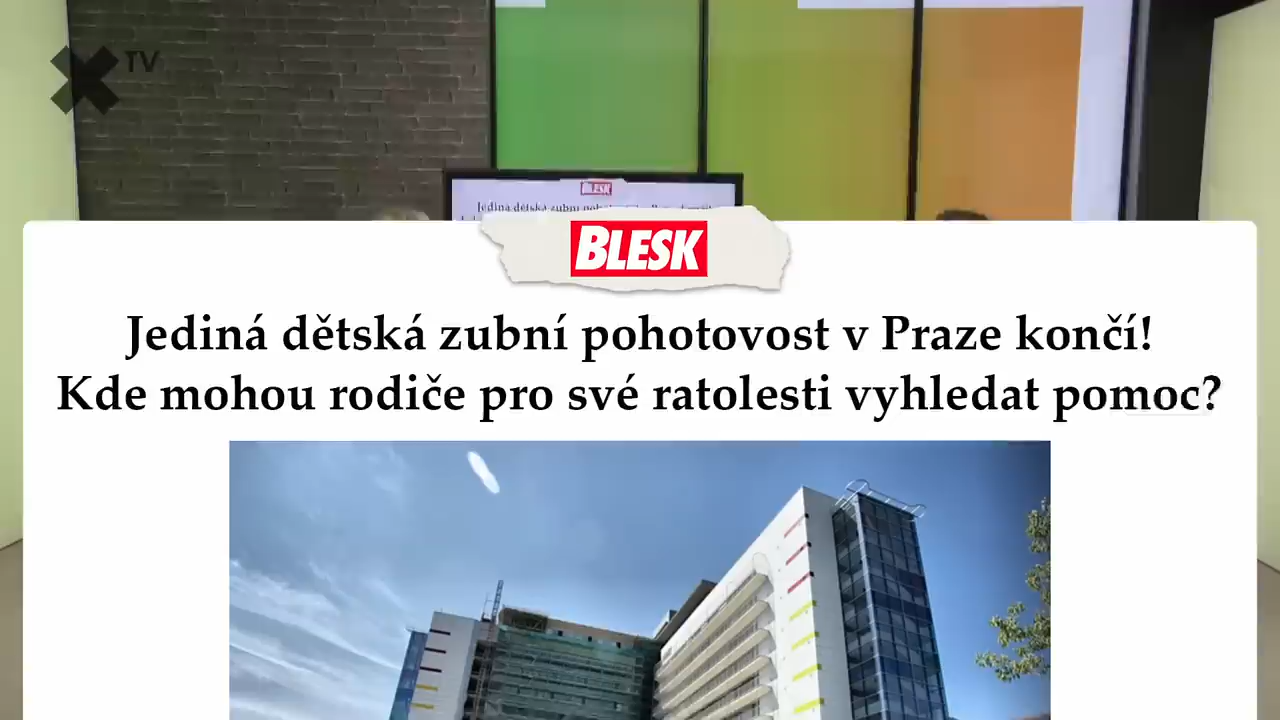 TV
BLESK
Jediná dětská zubní pohotovost v Praze končí!
Kde mohou rodiče pro své ratolesti vyhledat pomoc?